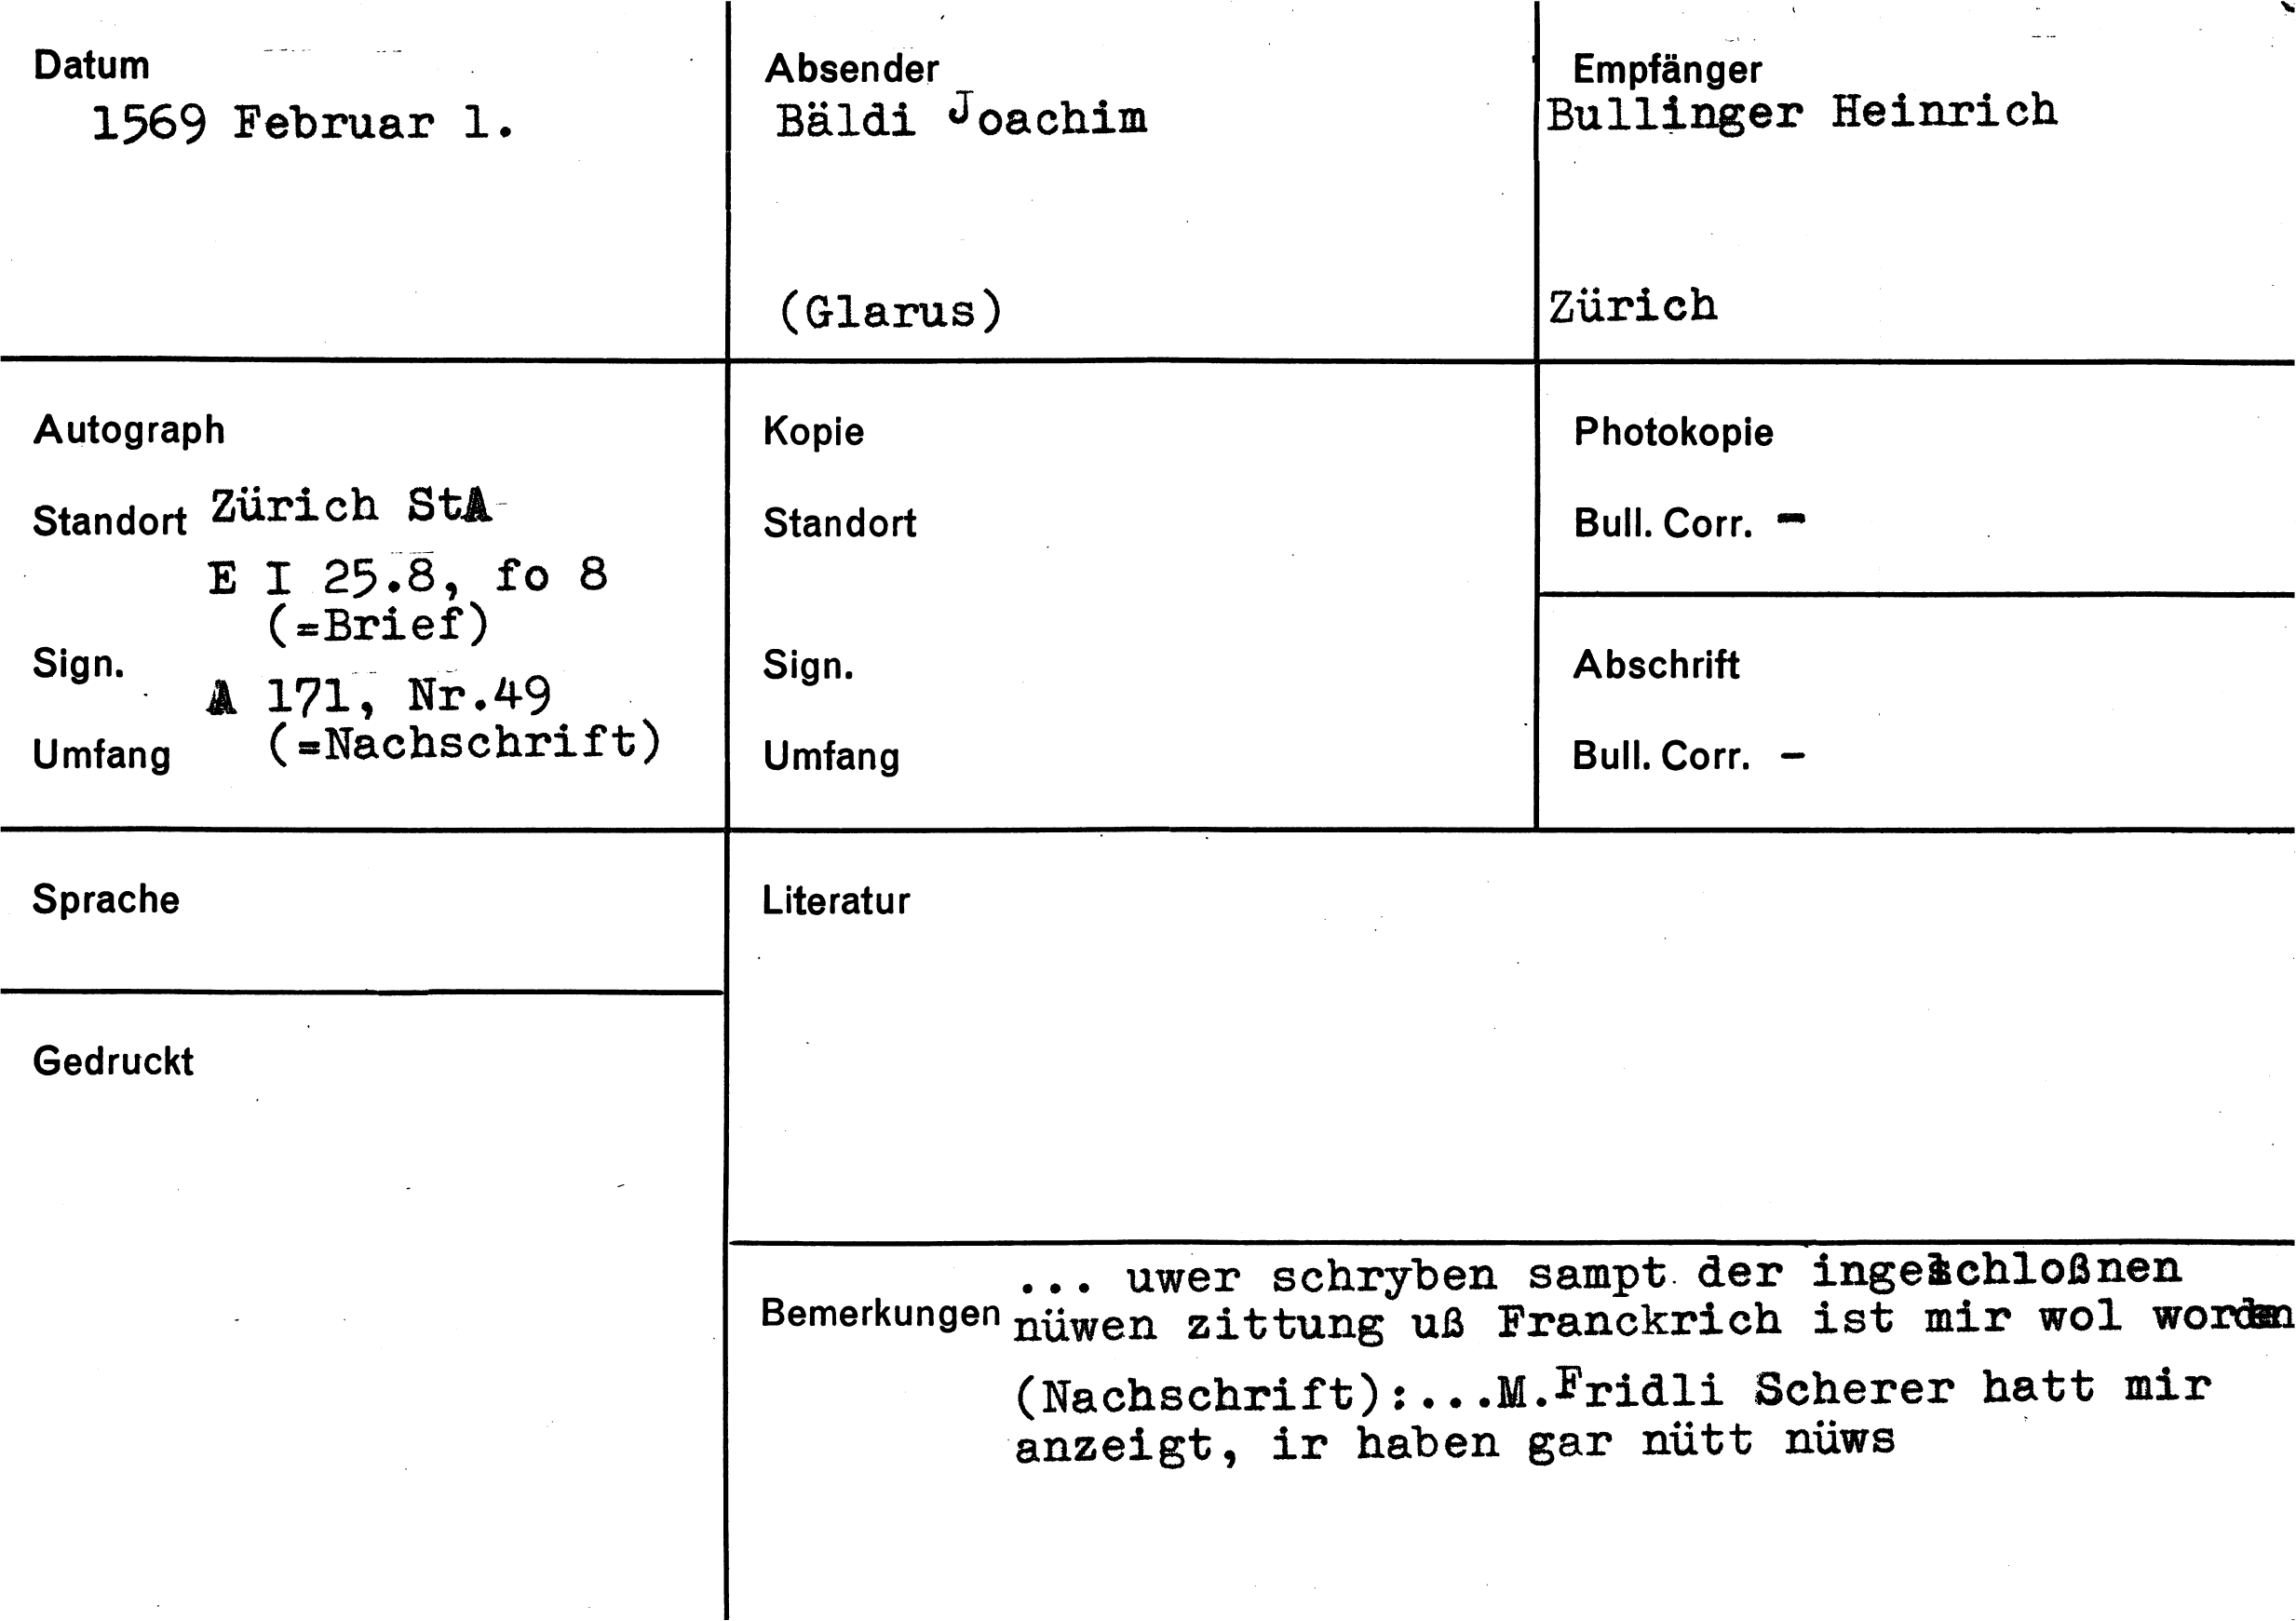 Datum
1569 Februar 1.
Absender
Bäldi Joachim
(Glarus)
Empfänger
Bullinger Heinrich
Zürich
Autograph
Standort Zürich StA
E I 25.8, fo 8
(=Brief)
Sign.
A 171, Nr.49
(=Nachschrift)
Umfang
Kopie
Standort
Sign.
Umfang
Photokopie
Bull. Corr. -
Abschrift
Bull. Corr. -
Sprache
Gedruckt
Literatur
Bemerkungen
... uwer schryben sampt der ingeschloßnen
nüwen zittung uß Franckrich ist mir wol worden
(Nachschrift):...M.Fridli Scherer hatt mir
anzeigt, ir haben gar nütt nüws